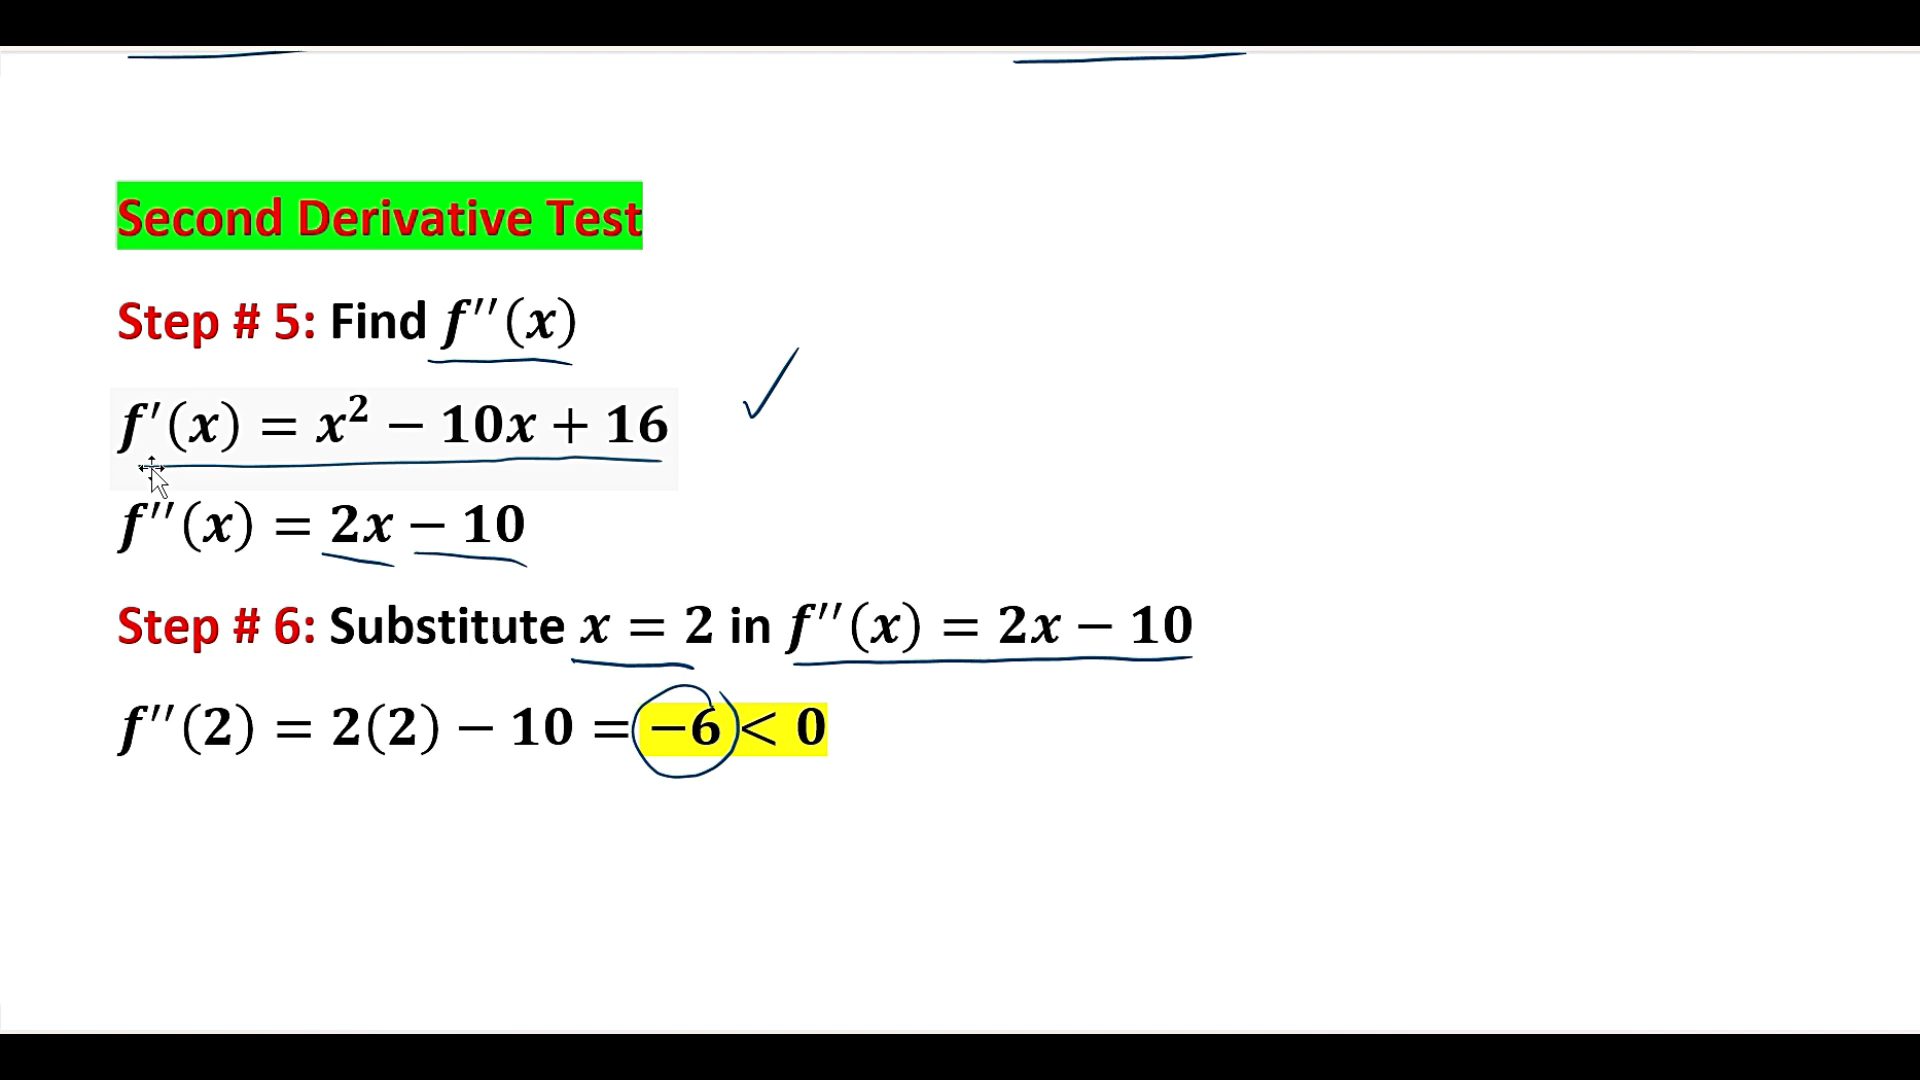 Second Derivative Test
Step # 5: Find f′′(x)
f′(x) = x² − 10x + 16
f′′(x) = 2x − 10
Step # 6: Substitute x = 2 in f′′(x) = 2x − 10
f′′(2) = 2(2) − 10 = −6 < 0